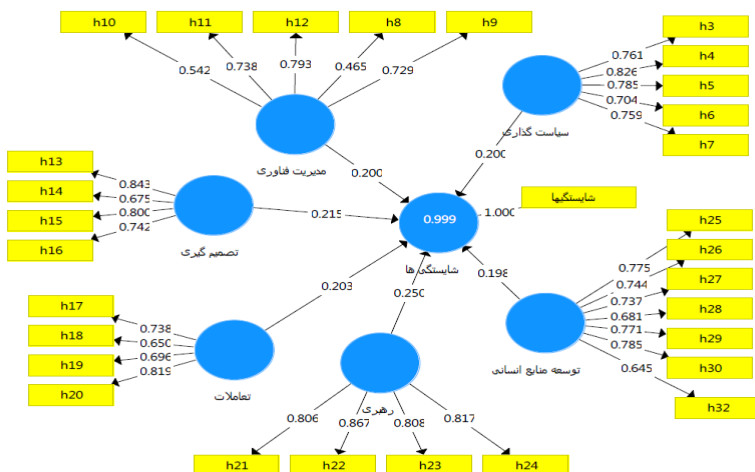 h10
h11
h12
h8
h9
0.542
0.738
0.793
0.465
0.729
مدیریت فناوری
0.200
h3
h4
h5
h6
h7
0.761
0.826
0.785
0.704
0.759
سیاست گذاری
0.200
h13
h14
h15
h16
0.843
0.675
0.800
0.742
تصمیم گیری
0.215
0.999
شایستگی ها
1.000
شایستگیها
h17
h18
h19
h20
0.738
0.650
0.696
0.819
تعاملات
0.203
h25
h26
h27
h28
h29
h30
h32
0.775
0.744
0.737
0.681
0.771
0.785
0.645
توسعه منابع انسانی
0.198
0.250
رهبری
0.806
0.867
0.808
0.817
h21
h22
h23
h24